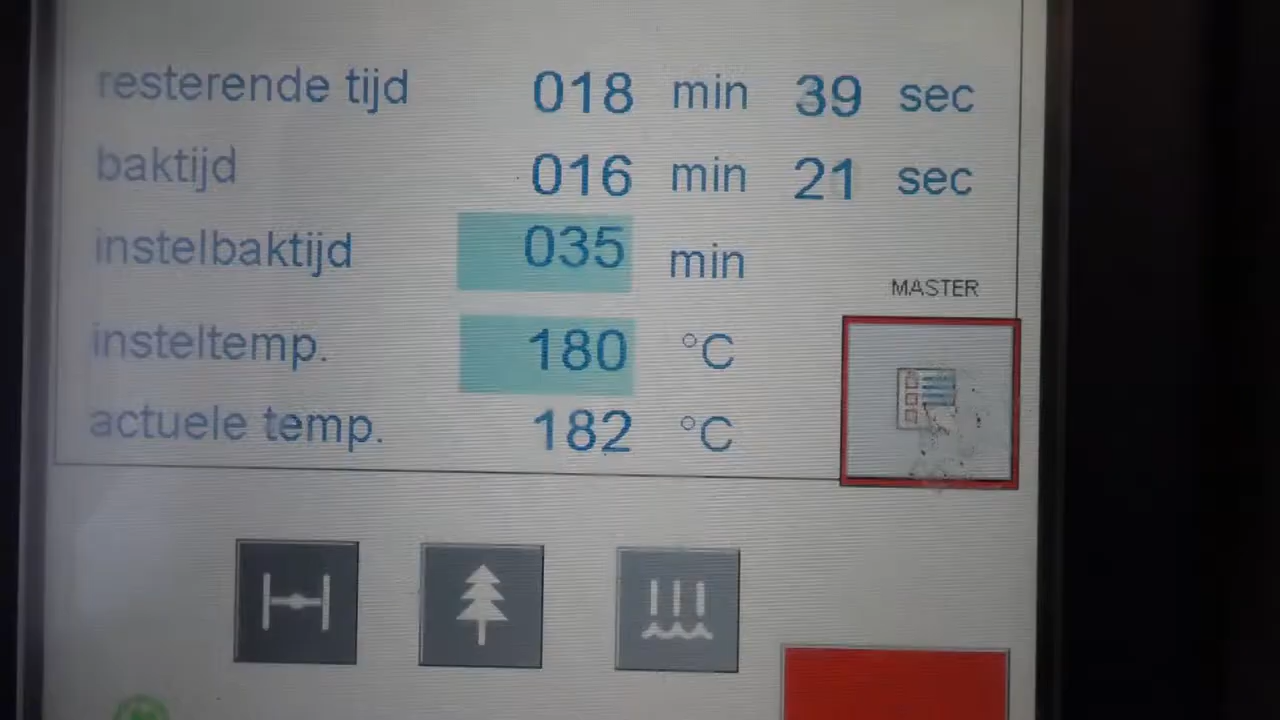 resterende tijd 018 min 39 sec
baktijd 016 min 21 sec
instelbaktijd 035 min
MASTER
insteltemp. 180 °C
actuele temp. 182 °C